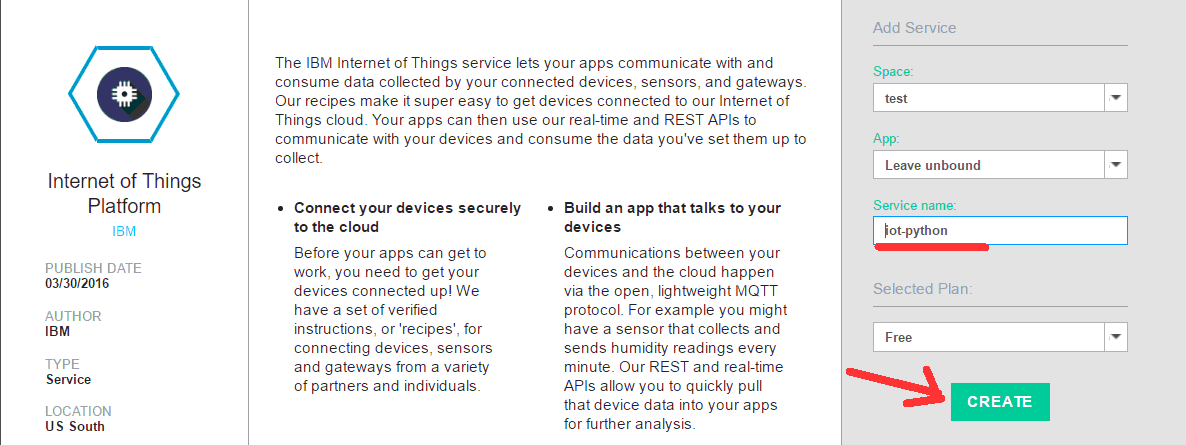 Internet of Things
Platform
IBM
PUBLISH DATE
03/30/2016
AUTHOR
IBM
TYPE
Service
LOCATION
US South
The IBM Internet of Things service lets your apps communicate with and
consume data collected by your connected devices, sensors, and gateways.
Our recipes make it super easy to get devices connected to our Internet of
Things cloud. Your apps can then use our real-time and REST APIs to
communicate with your devices and consume the data you've set them up to
collect.
• Connect your devices securely
to the cloud
Before your apps can get to
work, you need to get your
devices connected up! We
have a set of verified
instructions, or 'recipes', for
connecting devices, sensors
and gateways from a variety
of partners and individuals.
• Build an app that talks to your
devices
Communications between your
devices and the cloud happen
via the open, lightweight MQTT
protocol. For example you might
have a sensor that collects and
sends humidity readings every
minute. Our REST and real-time
APIs allow you to quickly pull
that device data into your apps
for further analysis.
Add Service
Space:
test
App:
Leave unbound
Service name:
iot-python
Selected Plan:
Free
CREATE